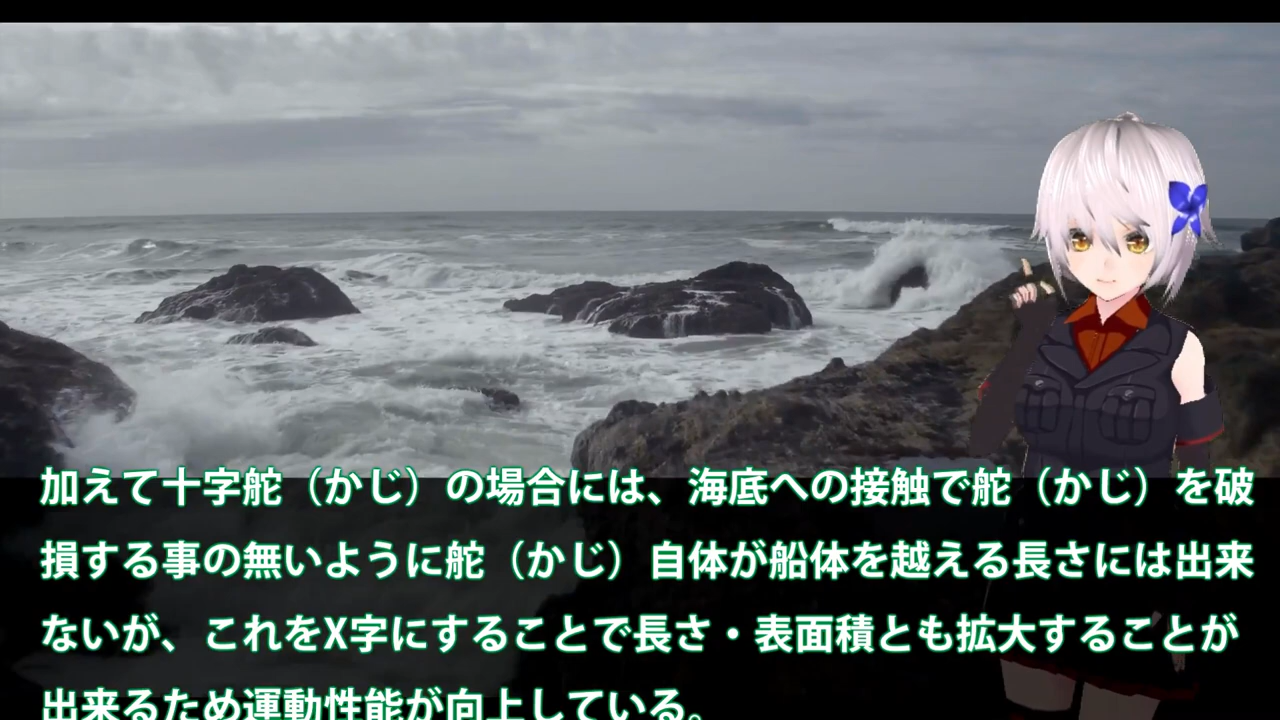 加えて十字舵（かじ）の場合には、海底への接触で舵（かじ）を破
損する事の無いように舵（かじ）自体が船体を越える長さには出来
ないが、これをX字にすることで長さ・表面積とも拡大することが
出来るため運動性能が向上している。